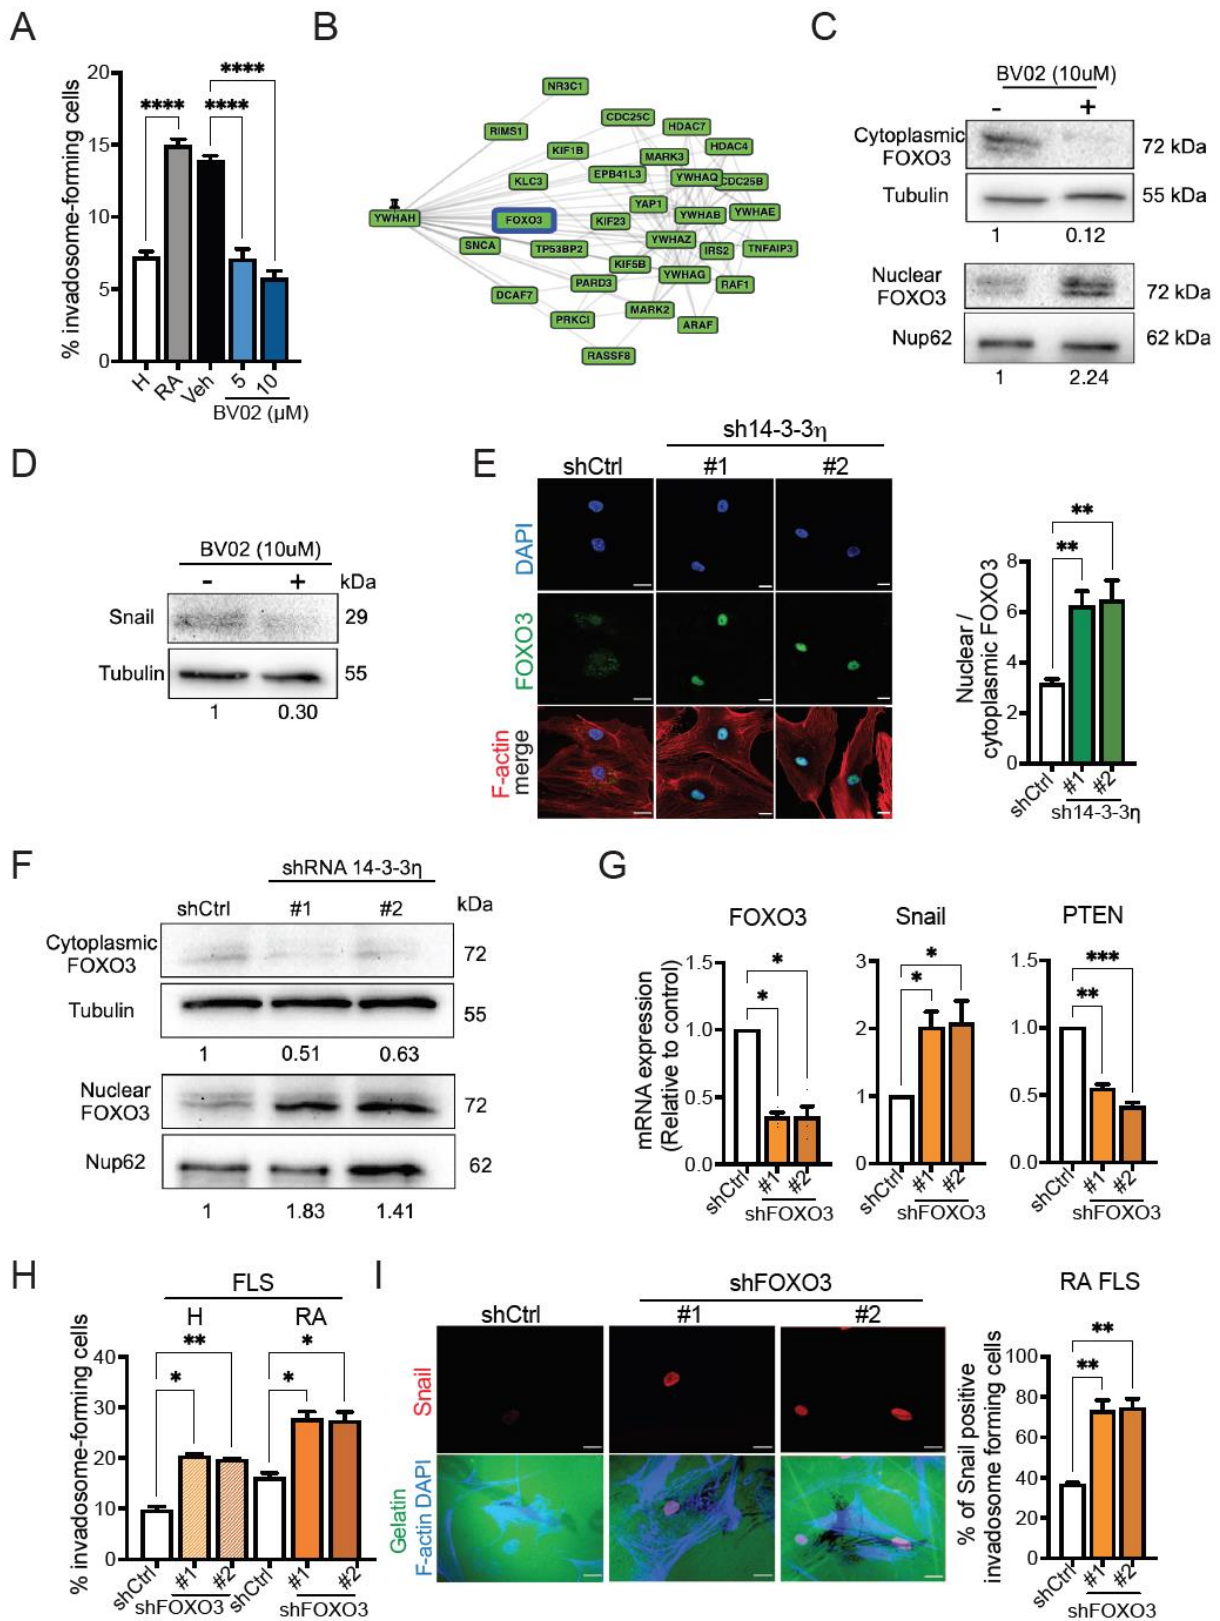 A
% invadosome-forming cells
20
15
10
5
0
****
****
****
H
RA
Veh
5
10
BV02 (µM)
B
NR3C1
RIMS1
CDC25C
HDAC7
KIF1B
HDAC4
MARK3
KLC3
EPB41L3
YWHAQ
CDC25B
YWHAH
FOXO3
YAP1
KIF23
YWHAB
YWHAE
SNCA
TP53BP2
YWHAZ
IRS2
TNFAIP3
KIF5B
YWHAG
DCAF7
PARD3
RAF1
PRKCI
MARK2
ARAF
RASSF8
C
BV02 (10uM)
- +
Cytoplasmic
FOXO3
72 kDa
Tubulin
55 kDa
1 0.12
Nuclear
FOXO3
72 kDa
Nup62
62 kDa
1 2.24
D
BV02 (10uM)
- + kDa
Snail 29
Tubulin 55
1 0.30
E
sh14-3-3η
shCtrl #1 #2
DAPI
FOXO3
F-actin
merge
Nuclear /
cytoplasmic FOXO3
8
6
4
2
0
**
**
shCtrl
#1
#2
sh14-3-3η
F
shRNA 14-3-3η
shCtrl #1 #2 kDa
Cytoplasmic
FOXO3
72
Tubulin
55
1 0.51 0.63
Nuclear
FOXO3
72
Nup62 62
1 1.83 1.41
G
mRNA expression
(Relative to control)
FOXO3
1.5
1.0
0.5
0.0
*
*
shCtrl
#1
#2
shFOXO3
Snail
3
2
1
0
*
*
shCtrl
#1
#2
shFOXO3
PTEN
1.5
1.0
0.5
0.0
***
**
shCtrl
#1
#2
shFOXO3
H
FLS
H RA
% invadosome-forming cells
40
30
20
10
0
**
*
*
*
shCtrl
#1
#2
shFOXO3
shCtrl
#1
#2
shFOXO3
I
shFOXO3
shCtrl #1 #2
Snail
Gelatin
F-actin DAPI
RA FLS
% of Snail positive
invadosome forming cells
100
80
60
40
20
0
**
**
shCtrl
#1
#2
shFOXO3